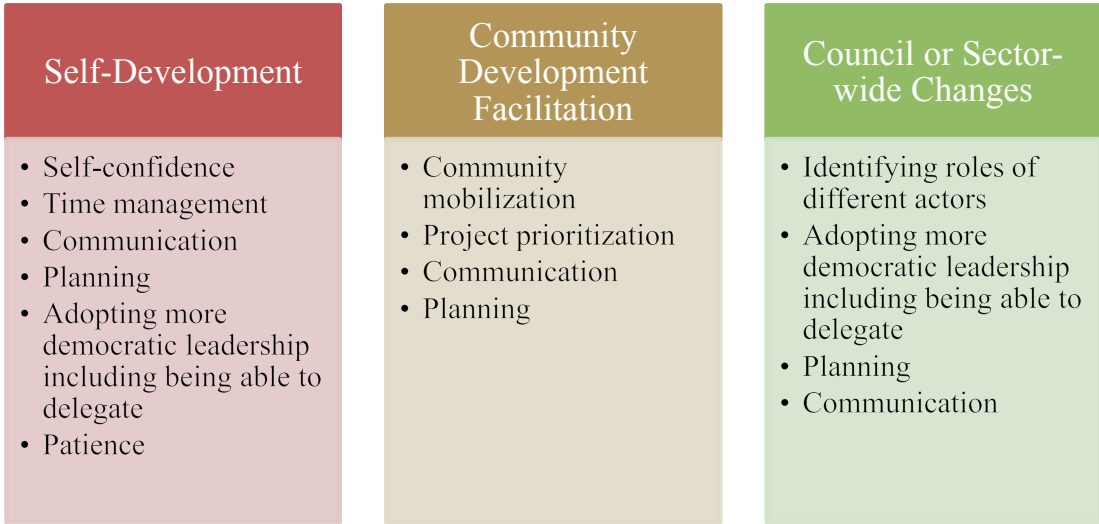 Self-Development
• Self-confidence
• Time management
• Communication
• Planning
• Adopting more
democratic leadership
including being able to
delegate
• Patience
Community
Development
Facilitation
• Community
mobilization
• Project prioritization
• Communication
• Planning
Council or Sector-
wide Changes
• Identifying roles of
different actors
• Adopting more
democratic leadership
including being able to
delegate
• Planning
• Communication